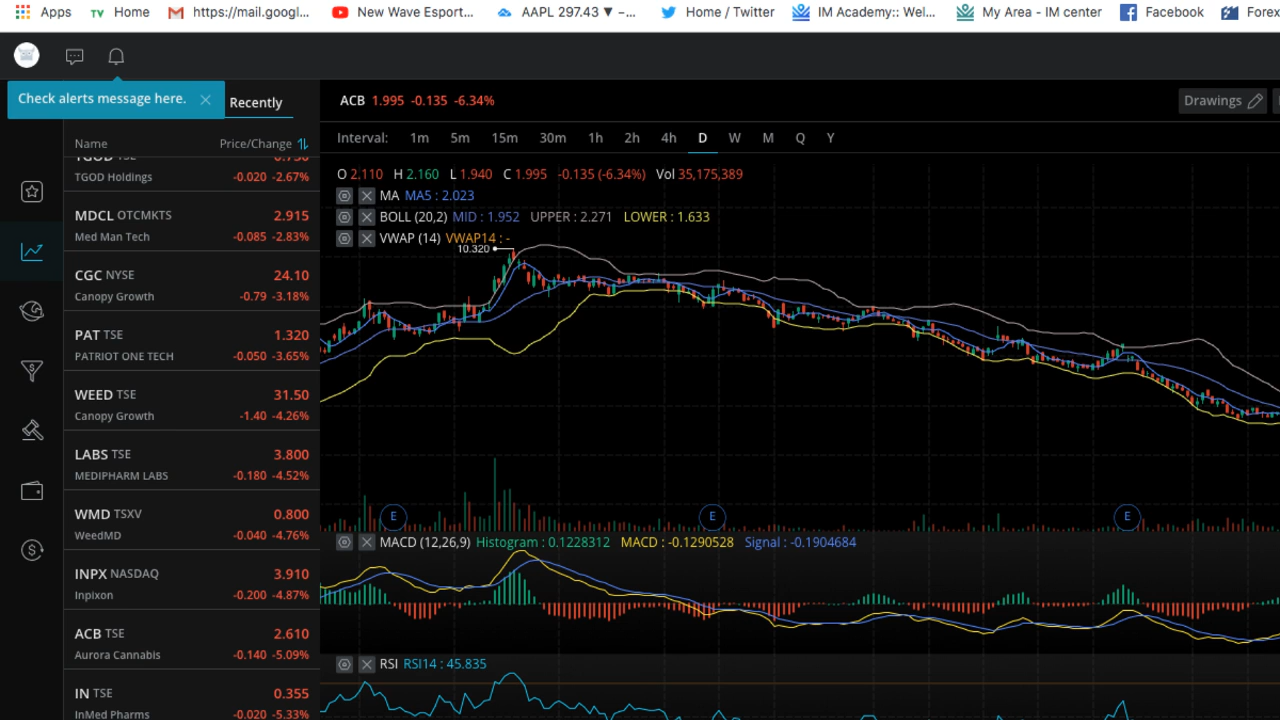 Apps Home https://mail.googl... New Wave Esport... AAPL 297.43 ▼ −... Home / Twitter IM Academy:: Wel... My Area - IM center Facebook Forex
Check alerts message here.
Recently
Name Price/Change
TGOD TSE 0.730
TGOD Holdings -0.020 -2.67%
MDCL OTCMKTS 2.915
Med Man Tech -0.085 -2.83%
CGC NYSE 24.10
Canopy Growth -0.79 -3.18%
PAT TSE 1.320
PATRIOT ONE TECH -0.050 -3.65%
WEED TSE 31.50
Canopy Growth -1.40 -4.26%
LABS TSE 3.800
MEDIPHARM LABS -0.180 -4.52%
WMD TSXV 0.800
WeedMD -0.040 -4.76%
INPX NASDAQ 3.910
Inpixon -0.200 -4.87%
ACB TSE 2.610
Aurora Cannabis -0.140 -5.09%
IN TSE 0.355
InMed Pharms -0.020 -5.33%
ACB 1.995 -0.135 -6.34%
Drawings
Interval: 1m 5m 15m 30m 1h 2h 4h D W M Q Y
O 2.110 H 2.160 L 1.940 C 1.995 -0.135 (-6.34%) Vol 35,175,389
MA MA5 : 2.023
BOLL (20,2) MID : 1.952 UPPER : 2.271 LOWER : 1.633
VWAP (14) VWAP14 : -
10.320
E E E
MACD (12,26,9) Histogram : 0.1228312 MACD : -0.1290528 Signal : -0.1904684
RSI RSI14 : 45.835